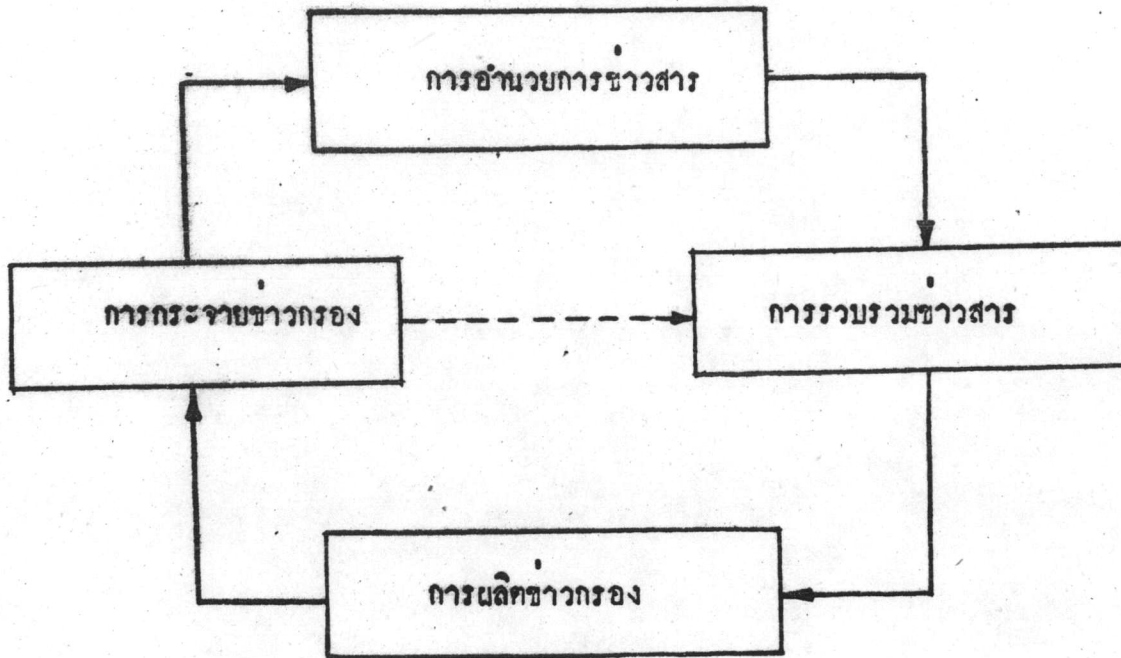 การอำนวยการข่าวสาร
การกระจายข่าวกรอง
การรวบรวมข่าวสาร
การผลิตข่าวกรอง